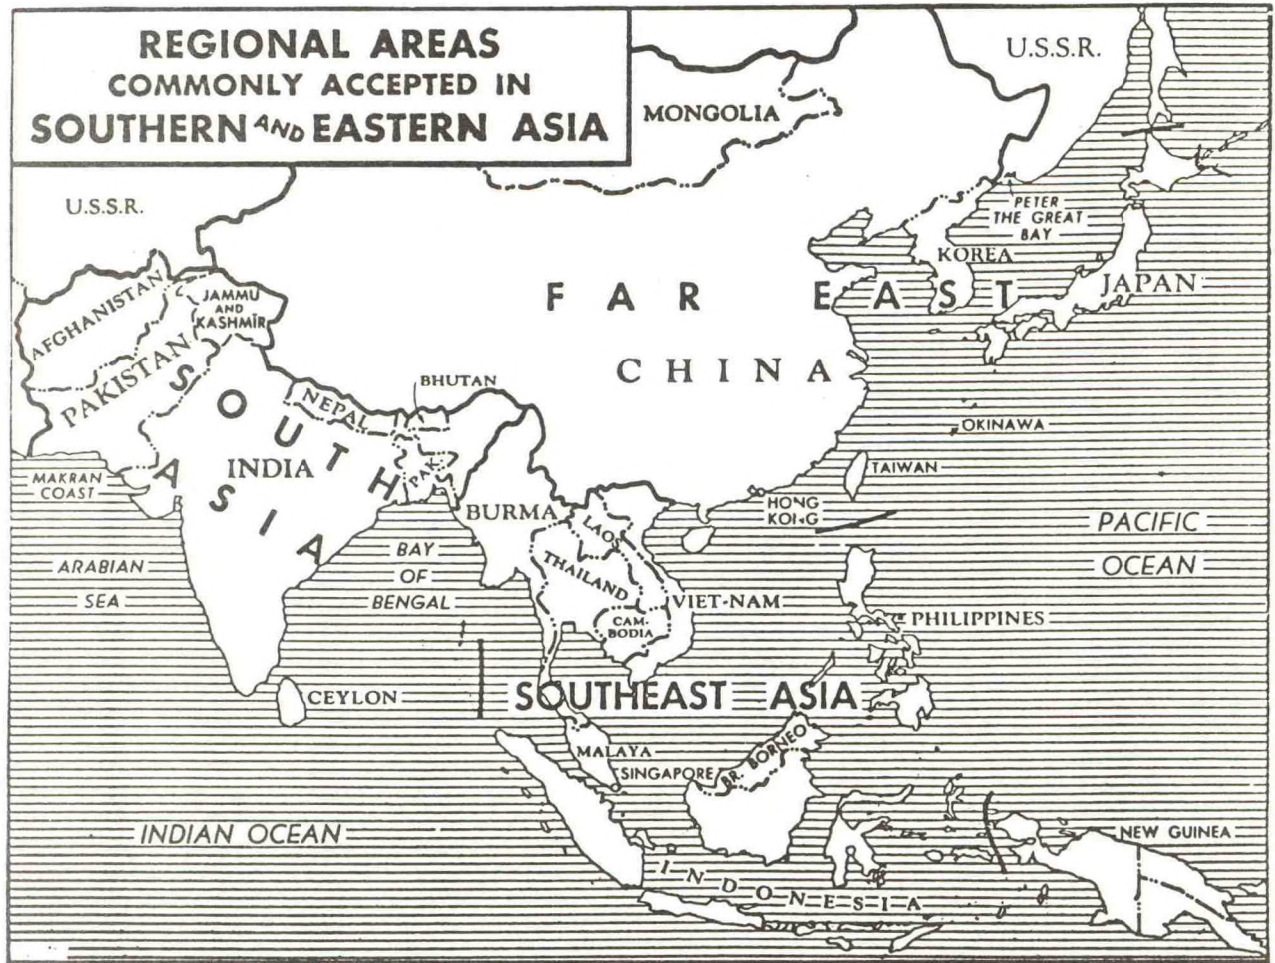 REGIONAL AREAS
COMMONLY ACCEPTED IN
SOUTHERN AND EASTERN ASIA
U.S.S.R.
MONGOLIA
U.S.S.R.
PETER
THE GREAT
BAY
KOREA
JAPAN
AFGHANISTAN
JAMMU
AND
KASHMĪR
PAKISTAN
FAR EAST
CHINA
SOUTH
ASIA
NEPAL
BHUTAN
INDIA
PAK.
OKINAWA
TAIWAN
MAKRAN
COAST
BURMA
HONG
KONG
LAOS
PACIFIC
OCEAN
ARABIAN
SEA
BAY
OF
BENGAL
THAILAND
VIET-NAM
CAM-
BODIA
PHILIPPINES
CEYLON
SOUTHEAST ASIA
MALAYA
SINGAPORE
BR. BORNEO
INDIAN OCEAN
NEW GUINEA
INDONESIA